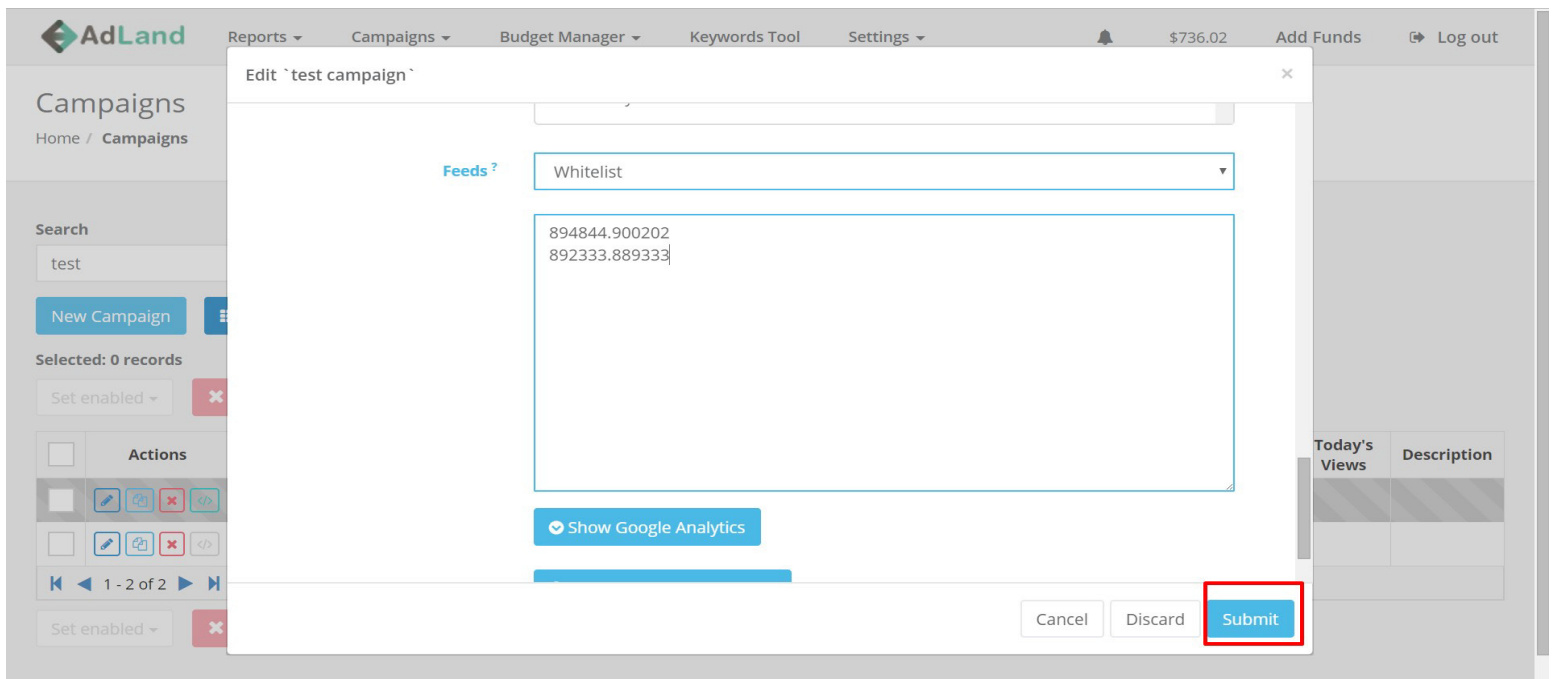 AdLand Reports Campaigns Budget Manager Keywords Tool Settings $736.02 Add Funds Log out
Edit `test campaign` ×
Campaigns
Home / Campaigns
Feeds ? Whitelist
894844.900202
892333.889333
Search
test
New Campaign
Selected: 0 records
Set enabled
Actions Today's Views Description
Show Google Analytics
1 - 2 of 2
Cancel Discard Submit
Set enabled